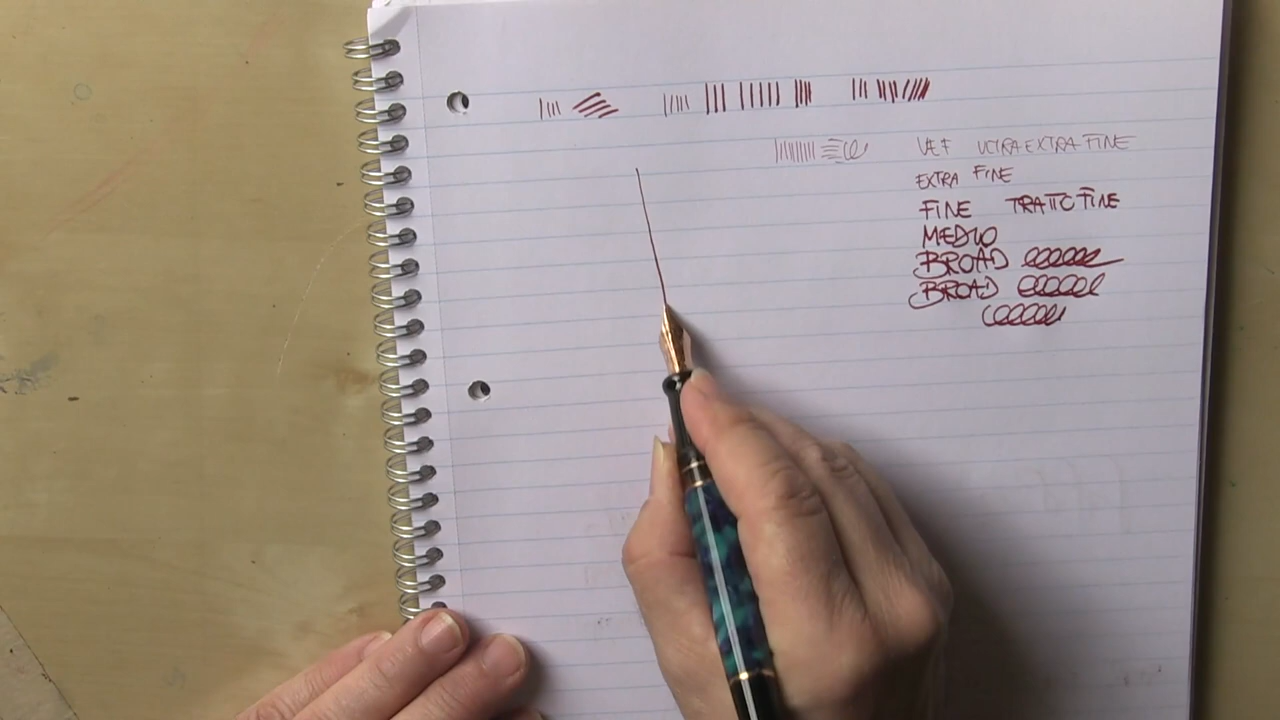 UEF ULTRA EXTRA FINE
EXTRA FINE
FINE TRATTO FINE
MEDIO
BROAD
BROAD